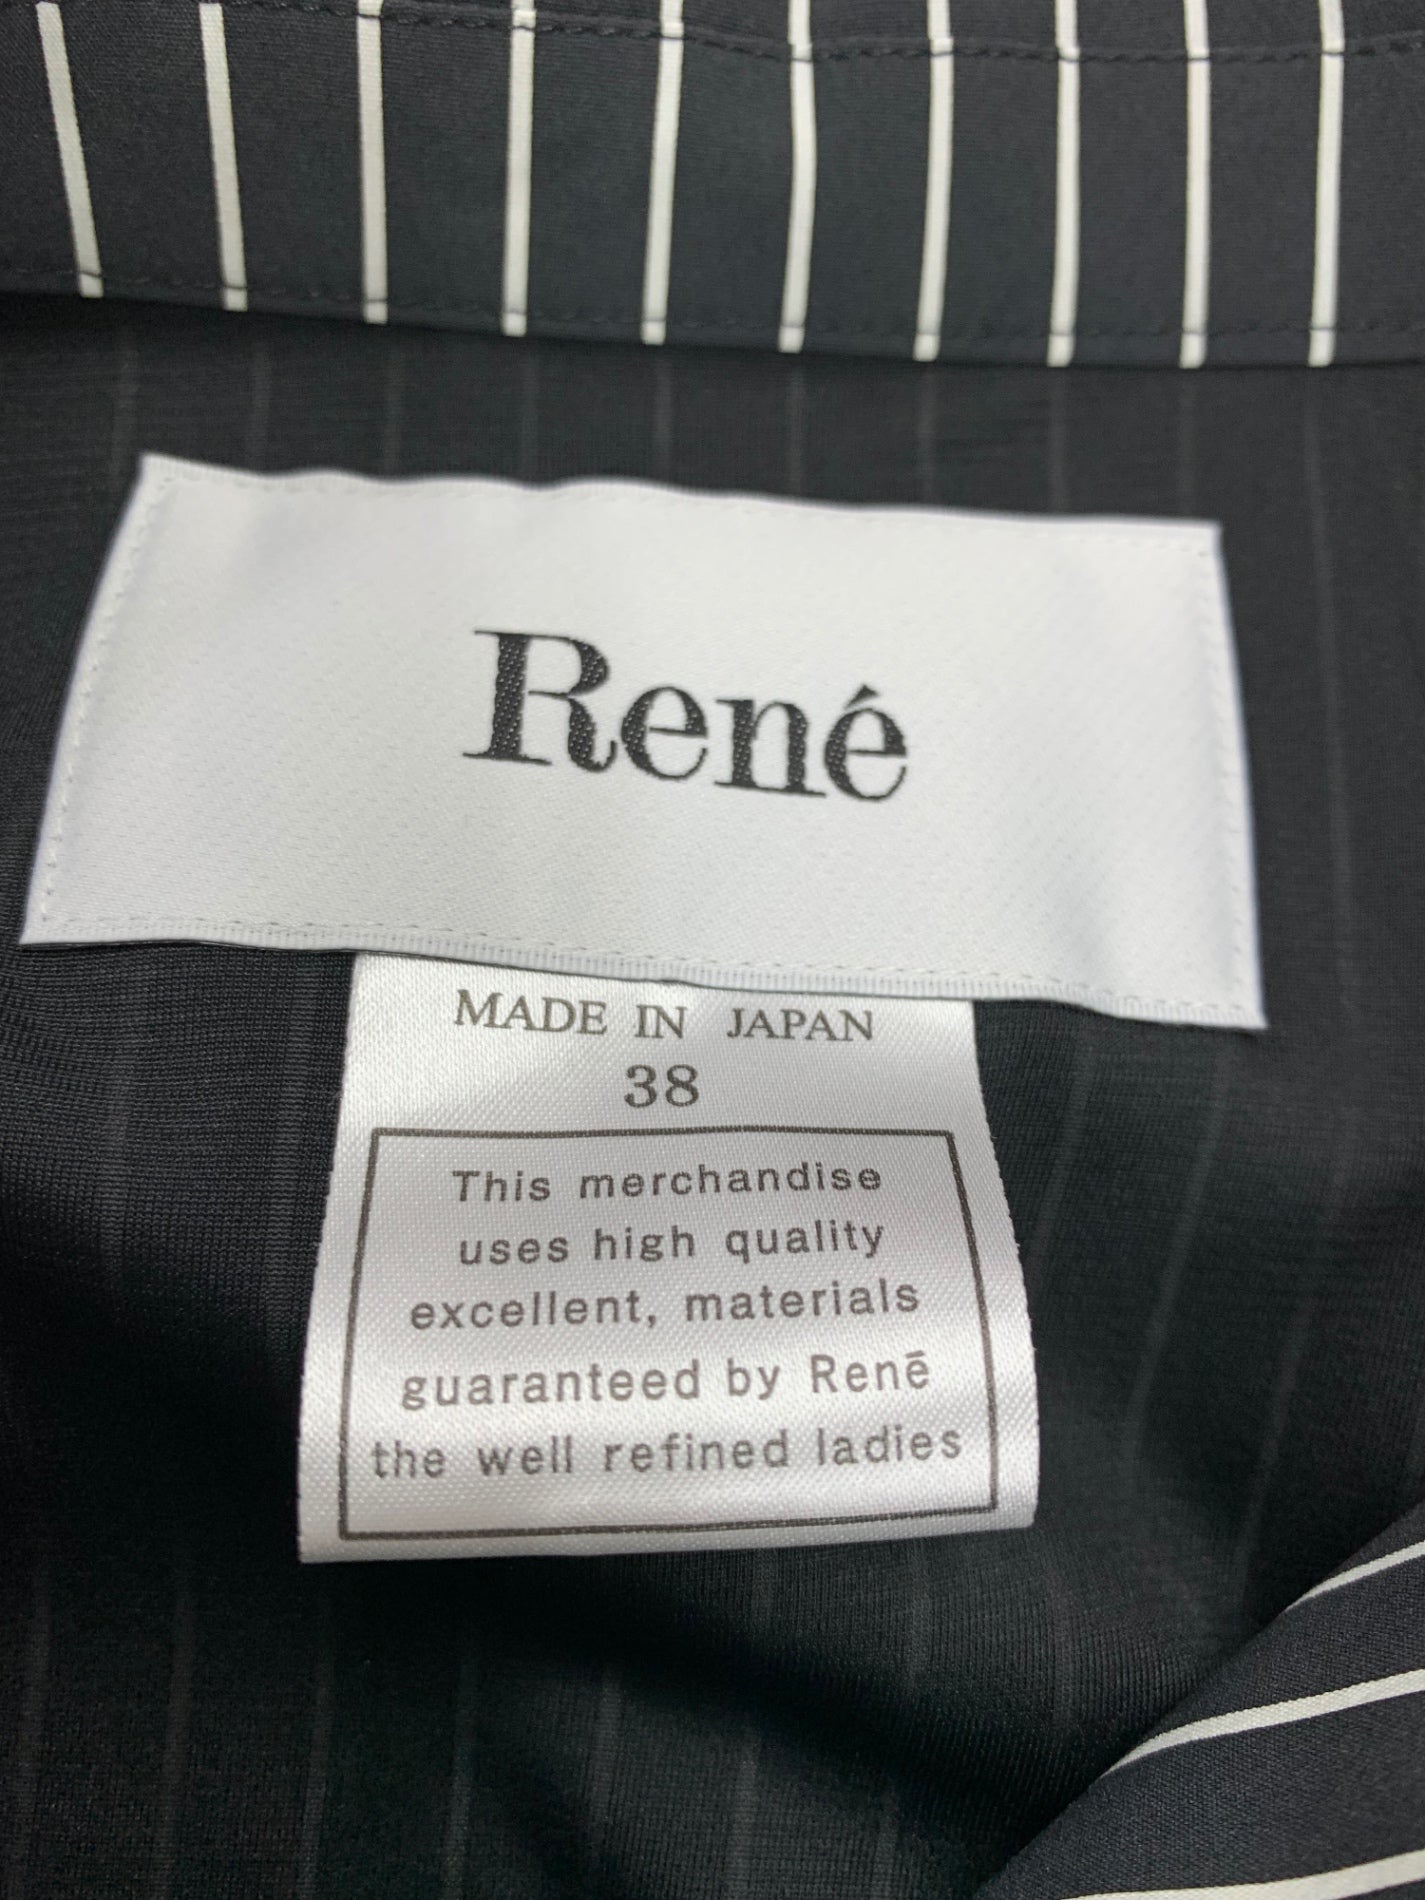 René
MADE IN JAPAN
38
This merchandise
uses high quality
excellent, materials
guaranteed by Renē
the well refined ladies